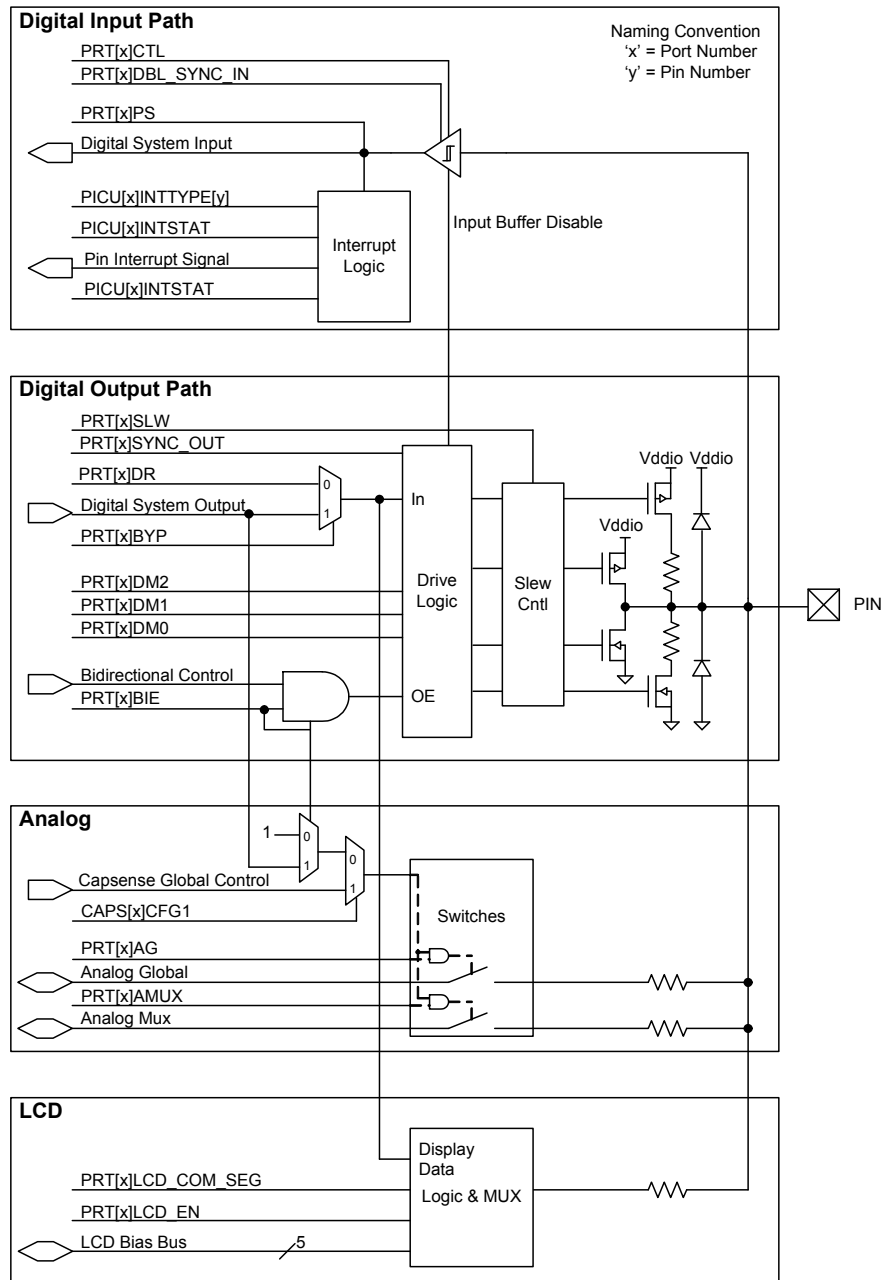 Digital Input Path
Naming Convention
'x' = Port Number
'y' = Pin Number
PRT[x]CTL
PRT[x]DBL_SYNC_IN
PRT[x]PS
Digital System Input
PICU[x]INTTYPE[y]
PICU[x]INTSTAT
Pin Interrupt Signal
PICU[x]INTSTAT
Interrupt
Logic
Input Buffer Disable
Digital Output Path
PRT[x]SLW
PRT[x]SYNC_OUT
PRT[x]DR
Digital System Output
PRT[x]BYP
0
1
PRT[x]DM2
PRT[x]DM1
PRT[x]DM0
Bidirectional Control
PRT[x]BIE
In
Drive
Logic
OE
Slew
Cntl
Vddio Vddio
Vddio
PIN
Analog
1
0
1
0
1
Capsense Global Control
CAPS[x]CFG1
Switches
PRT[x]AG
Analog Global
PRT[x]AMUX
Analog Mux
LCD
Display
Data
Logic & MUX
PRT[x]LCD_COM_SEG
PRT[x]LCD_EN
LCD Bias Bus
5